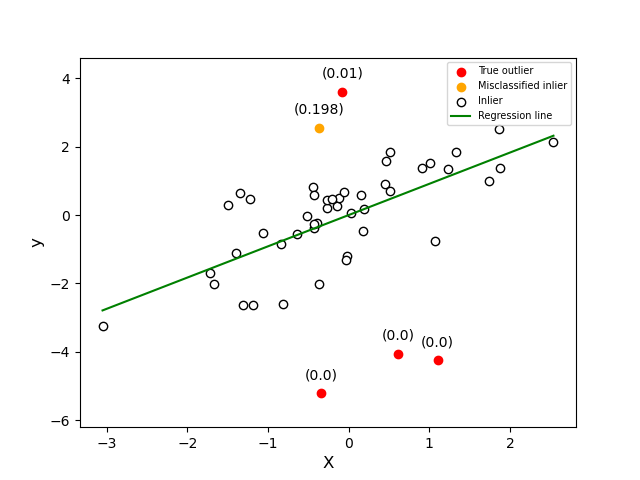 (0.01)
(0.198)
True outlier
Misclassified inlier
Inlier
Regression line
4
2
0
−2
−4
−6
y
(0.0)
(0.0)
(0.0)
−3
−2
−1
0
1
2
X